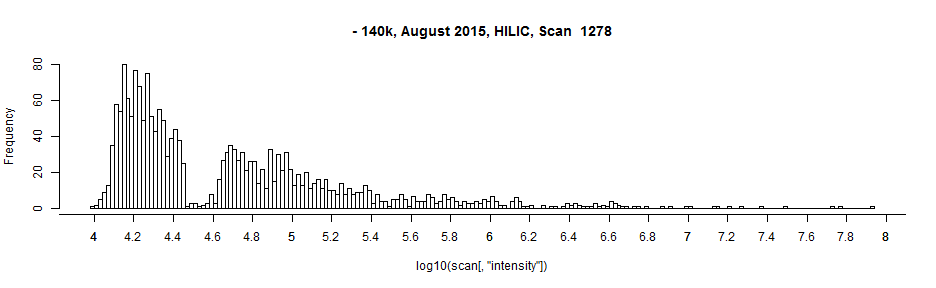 - 140k, August 2015, HILIC, Scan  1278
Frequency
80
60
40
20
0
4 4.2 4.4 4.6 4.8 5 5.2 5.4 5.6 5.8 6 6.2 6.4 6.6 6.8 7 7.2 7.4 7.6 7.8 8
log10(scan[, "intensity"])